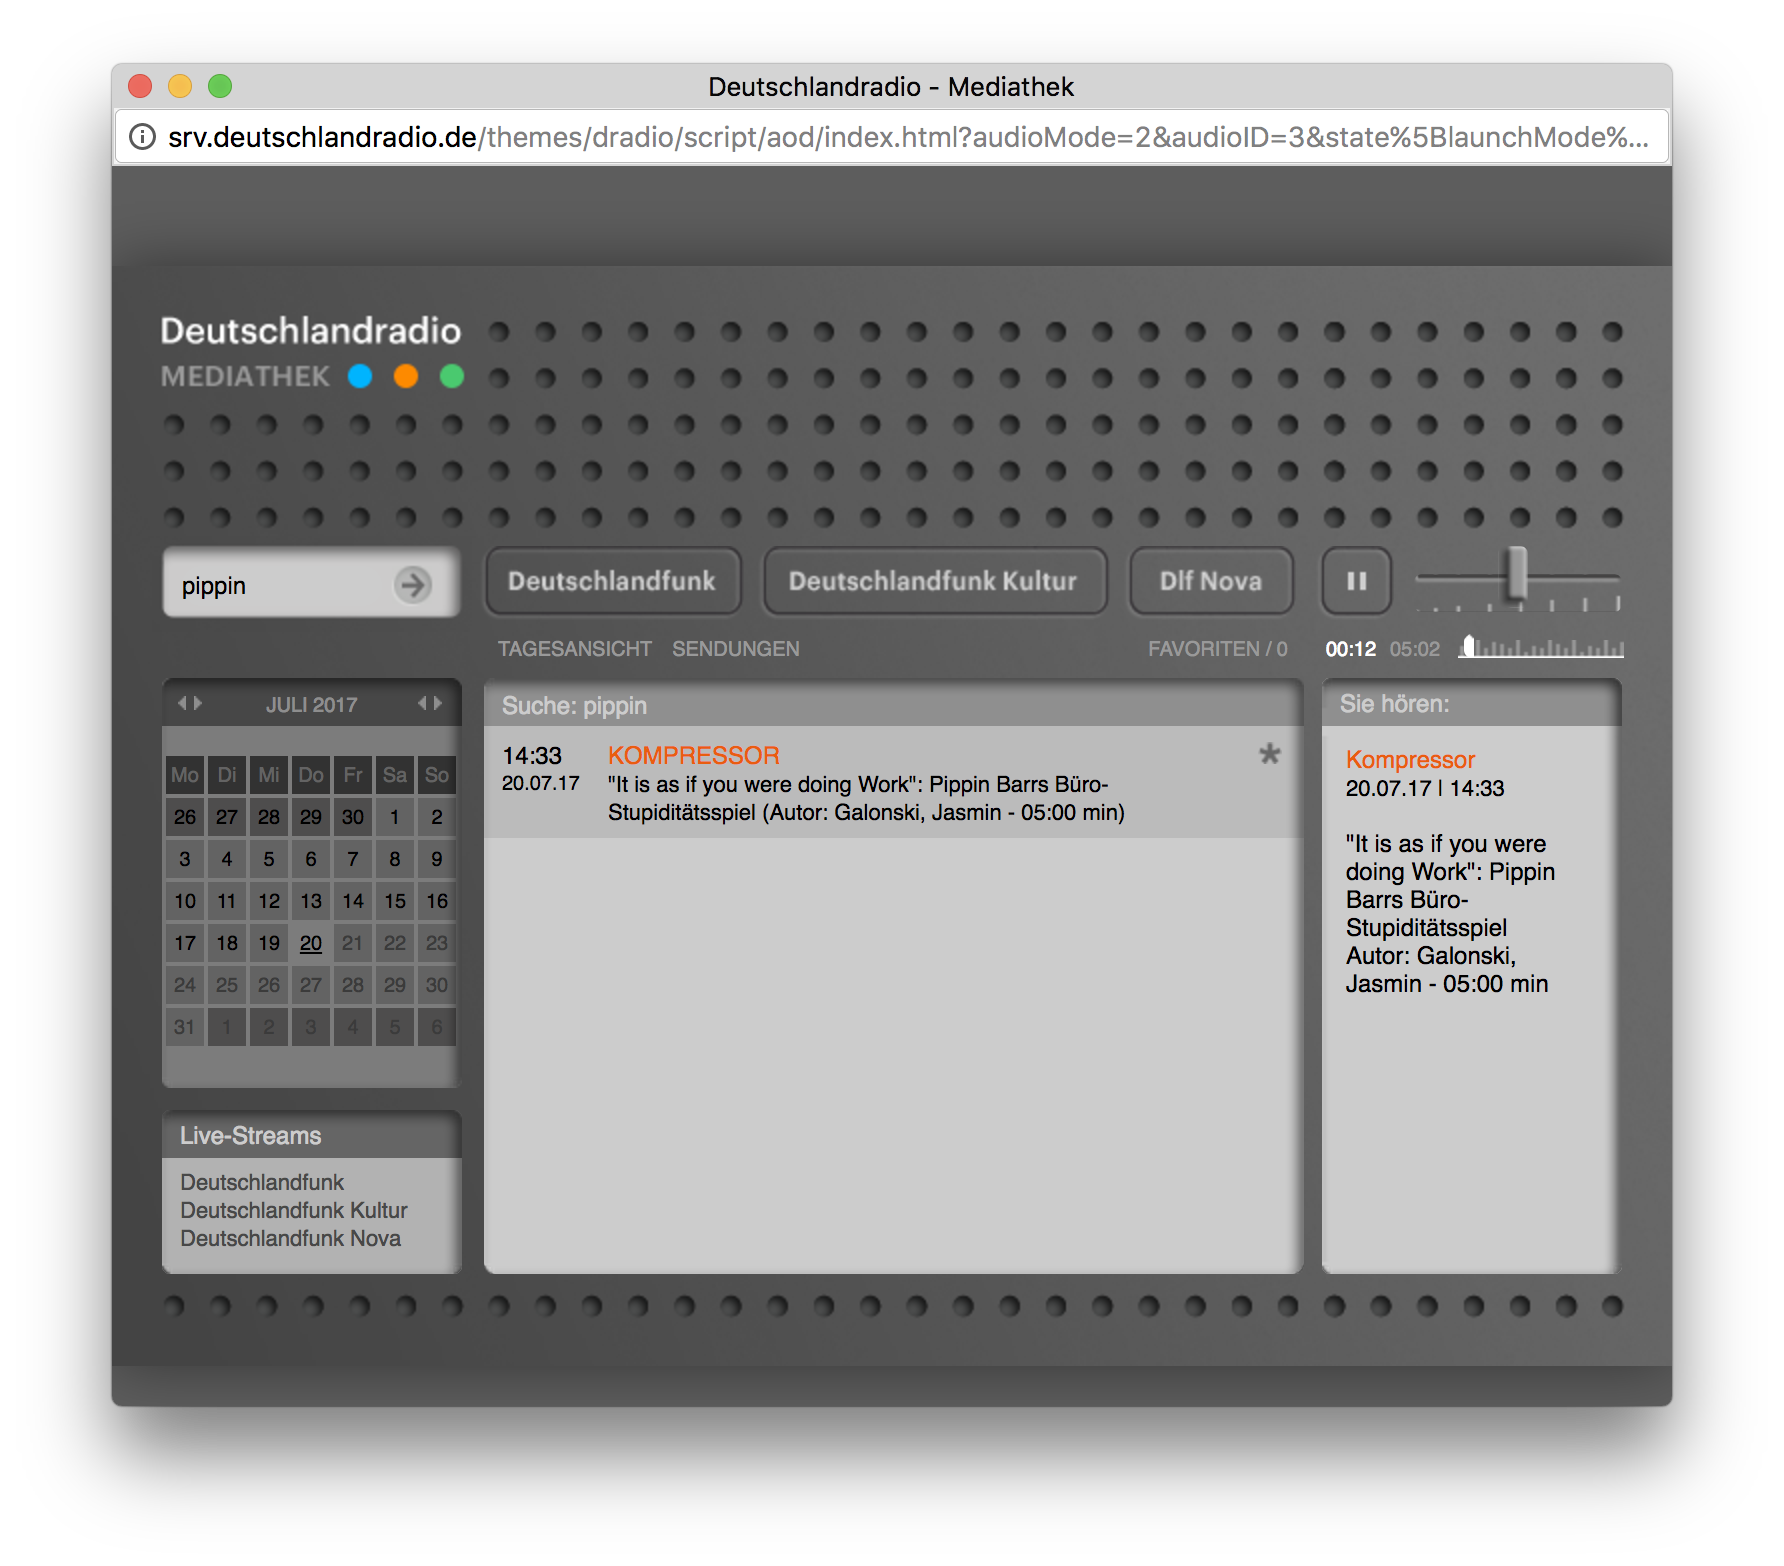 Deutschlandradio - Mediathek
srv.deutschlandradio.de/themes/dradio/script/aod/index.html?audioMode=2&audioID=3&state%5BlaunchMode%...
Deutschlandradio
MEDIATHEK
pippin
Deutschlandfunk
Deutschlandfunk Kultur
Dlf Nova
TAGESANSICHT SENDUNGEN
FAVORITEN / 0
00:12 05:02
JULI 2017
Mo Di Mi Do Fr Sa So
26 27 28 29 30 1 2
3 4 5 6 7 8 9
10 11 12 13 14 15 16
17 18 19 20 21 22 23
24 25 26 27 28 29 30
31 1 2 3 4 5 6
Live-Streams
Deutschlandfunk
Deutschlandfunk Kultur
Deutschlandfunk Nova
Suche: pippin
14:33 KOMPRESSOR *
20.07.17 "It is as if you were doing Work": Pippin Barrs Büro-
Stupiditätsspiel (Autor: Galonski, Jasmin - 05:00 min)
Sie hören:
Kompressor
20.07.17 | 14:33
"It is as if you were
doing Work": Pippin
Barrs Büro-
Stupiditätsspiel
Autor: Galonski,
Jasmin - 05:00 min